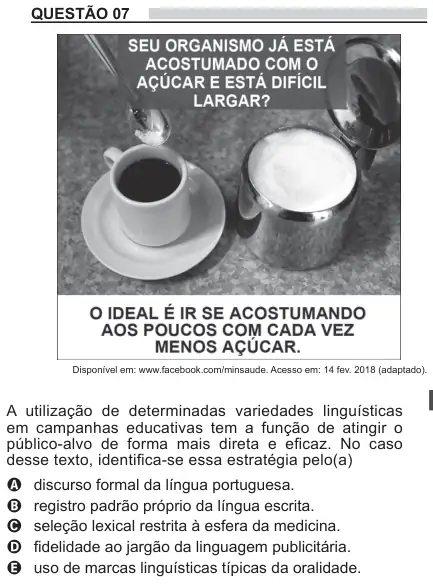 QUESTÃO 07
SEU ORGANISMO JÁ ESTÁ
ACOSTUMADO COM O
AÇÚCAR E ESTÁ DIFÍCIL
LARGAR?
O IDEAL É IR SE ACOSTUMANDO
AOS POUCOS COM CADA VEZ
MENOS AÇÚCAR.
Disponível em: www.facebook.com/minsaude. Acesso em: 14 fev. 2018 (adaptado).
A utilização de determinadas variedades linguísticas
em campanhas educativas tem a função de atingir o
público-alvo de forma mais direta e eficaz. No caso
desse texto, identifica-se essa estratégia pelo(a)
A discurso formal da língua portuguesa.
B registro padrão próprio da língua escrita.
C seleção lexical restrita à esfera da medicina.
D fidelidade ao jargão da linguagem publicitária.
E uso de marcas linguísticas típicas da oralidade.